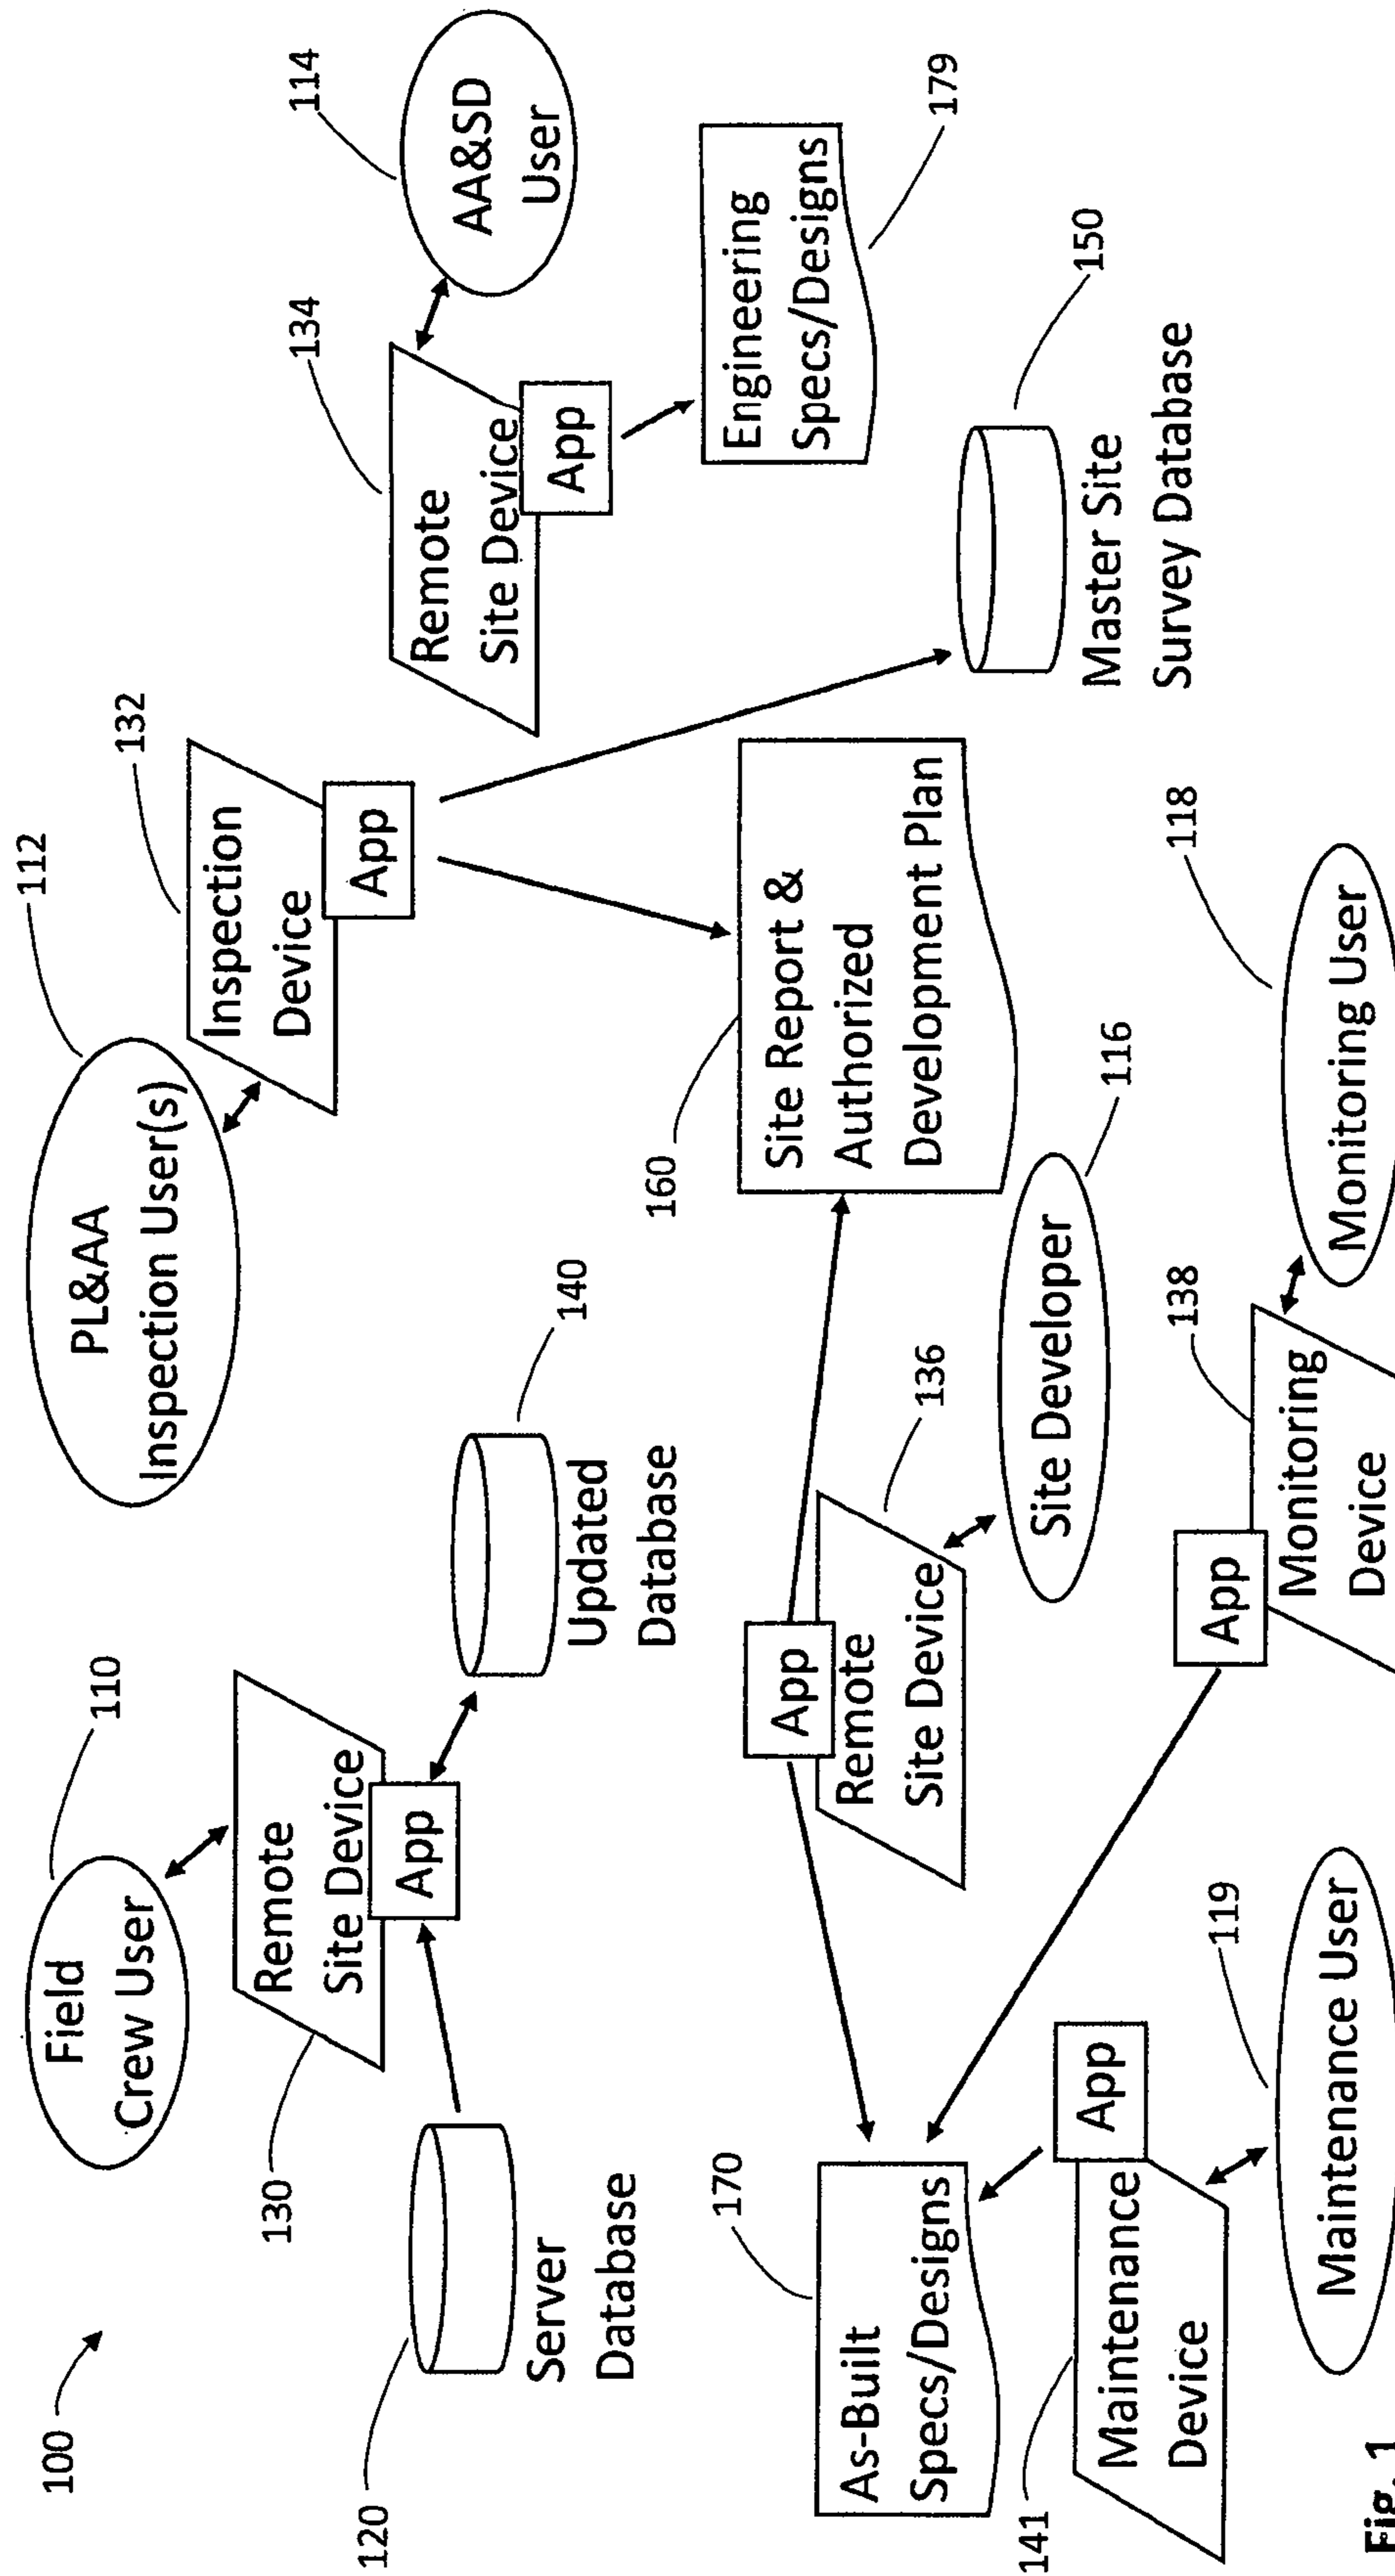 100
Field
Crew User
110
130
Remote
Site Device
App
120
Server
Database
140
Updated
Database
PL&AA
Inspection User(s)
112
132
Inspection
Device
App
114
AA&SD
User
134
Remote
Site Device
App
Engineering
Specs/Designs
179
150
Master Site
Survey Database
160
Site Report &
Authorized
Development Plan
170
As-Built
Specs/Designs
App
Remote
Site Device
136
Site Developer
116
141
Maintenance
Device
App
119
Maintenance User
App
138
Monitoring
Device
118
Monitoring User
Fig. 1